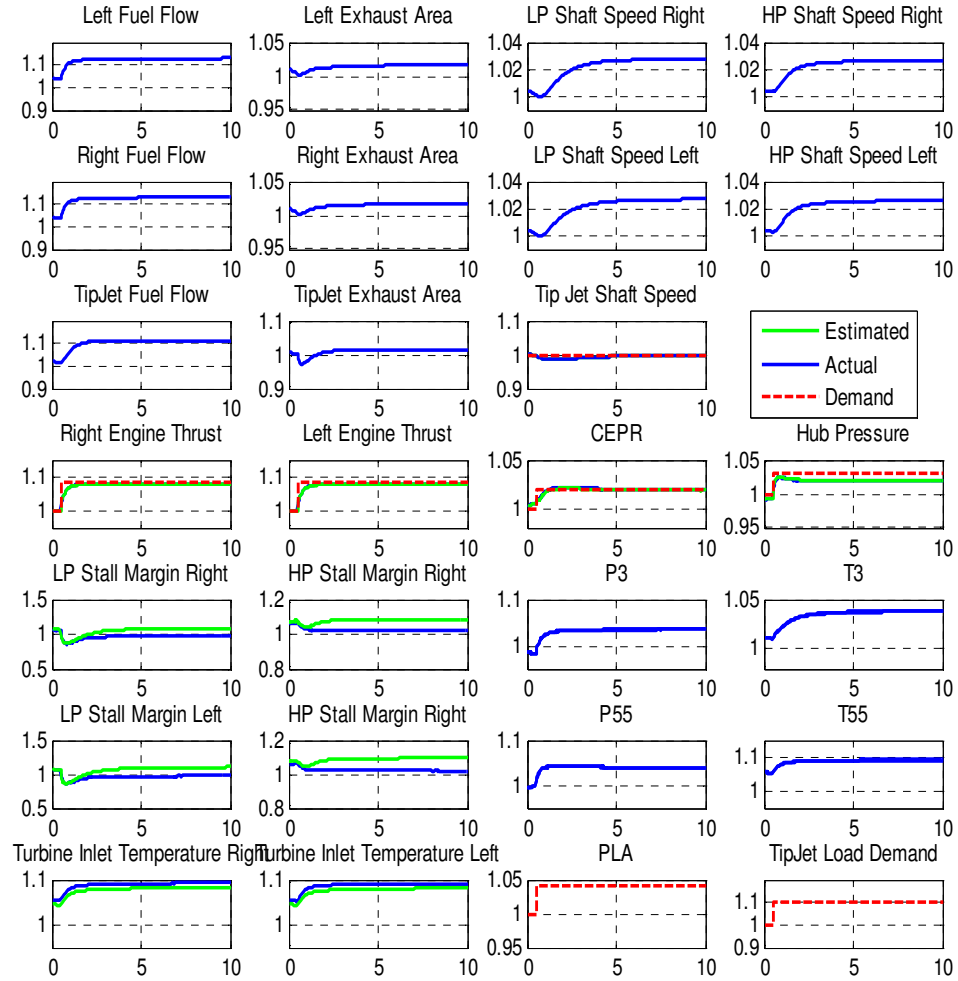 Left Fuel Flow
Left Exhaust Area
LP Shaft Speed Right
HP Shaft Speed Right
1.1
1
0.9
0 5 10
1.05
1
0.95
0 5 10
1.04
1.02
1
0 5 10
1.04
1.02
1
0 5 10
Right Fuel Flow
Right Exhaust Area
LP Shaft Speed Left
HP Shaft Speed Left
1.1
1
0.9
0 5 10
1.05
1
0.95
0 5 10
1.04
1.02
1
0 5 10
1.04
1.02
1
0 5 10
TipJet Fuel Flow
TipJet Exhaust Area
Tip Jet Shaft Speed
1.1
1
0.9
0 5 10
1.1
1
0.9
0 5 10
1.1
1
0.9
0 5 10
Estimated
Actual
Demand
Right Engine Thrust
Left Engine Thrust
CEPR
Hub Pressure
1.1
1
0 5 10
1.1
1
0 5 10
1.05
1
0 5 10
1.05
1
0.95
0 5 10
LP Stall Margin Right
HP Stall Margin Right
P3
T3
1.5
1
0.5
0 5 10
1.2
1
0.8
0 5 10
1.1
1
0 5 10
1.05
1
0 5 10
LP Stall Margin Left
HP Stall Margin Right
P55
T55
1.5
1
0.5
0 5 10
1.2
1
0.8
0 5 10
1.1
1
0 5 10
1.1
1
0 5 10
Turbine Inlet Temperature Right
Turbine Inlet Temperature Left
PLA
TipJet Load Demand
1.1
1
0 5 10
1.1
1
0 5 10
1.05
1
0.95
0 5 10
1.1
1
0.9
0 5 10